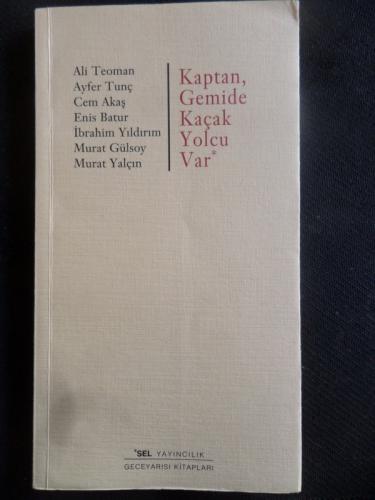 Ali Teoman
Ayfer Tunç
Cem Akaş
Enis Batur
İbrahim Yıldırım
Murat Gülsoy
Murat Yalçın
Kaptan,
Gemide
Kaçak
Yolcu
Var*
*SEL YAYINCILIK
GECEYARISI KİTAPLARI